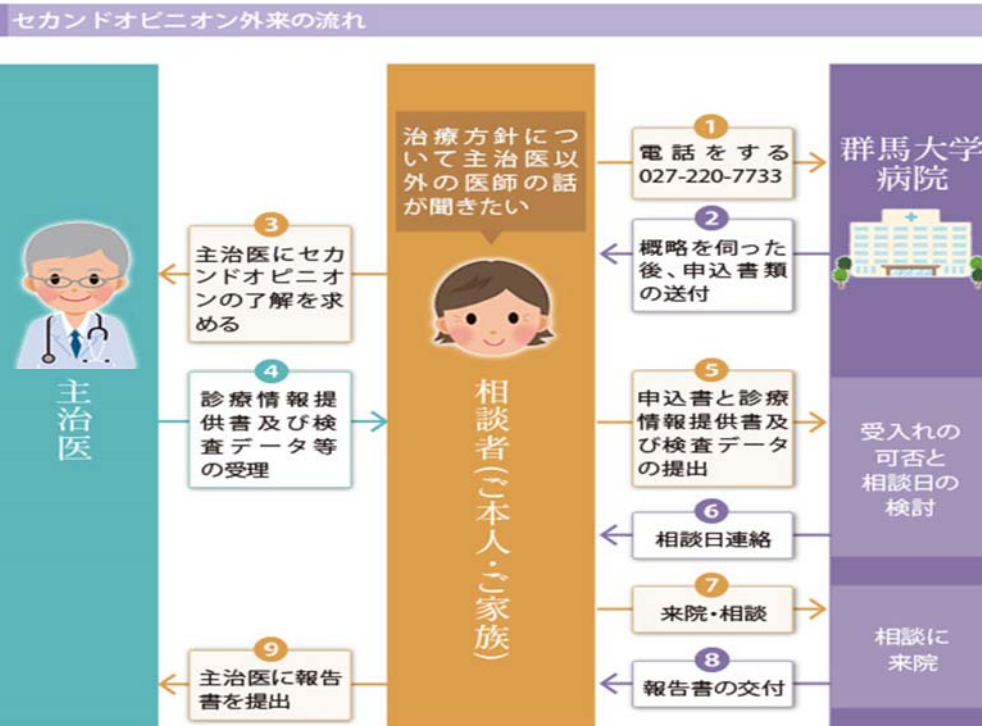 セカンドオピニオン外来の流れ
治療方針につ
いて主治医以
外の医師の話
が聞きたい
1
電話をする
027-220-7733
群馬大学
病院
2
概略を伺った
後、申込書類
の送付
3
主治医にセカ
ンドオピニオ
ンの了解を求
める
主治医
4
診療情報提
供書及び検
査データ等
の受理
相談者(ご本人・ご家族)
5
申込書と診療
情報提供書及
び検査データ
の提出
受入れの
可否と
相談日の
検討
6
相談日連絡
7
来院・相談
相談に
来院
8
報告書の交付
9
主治医に報告
書を提出